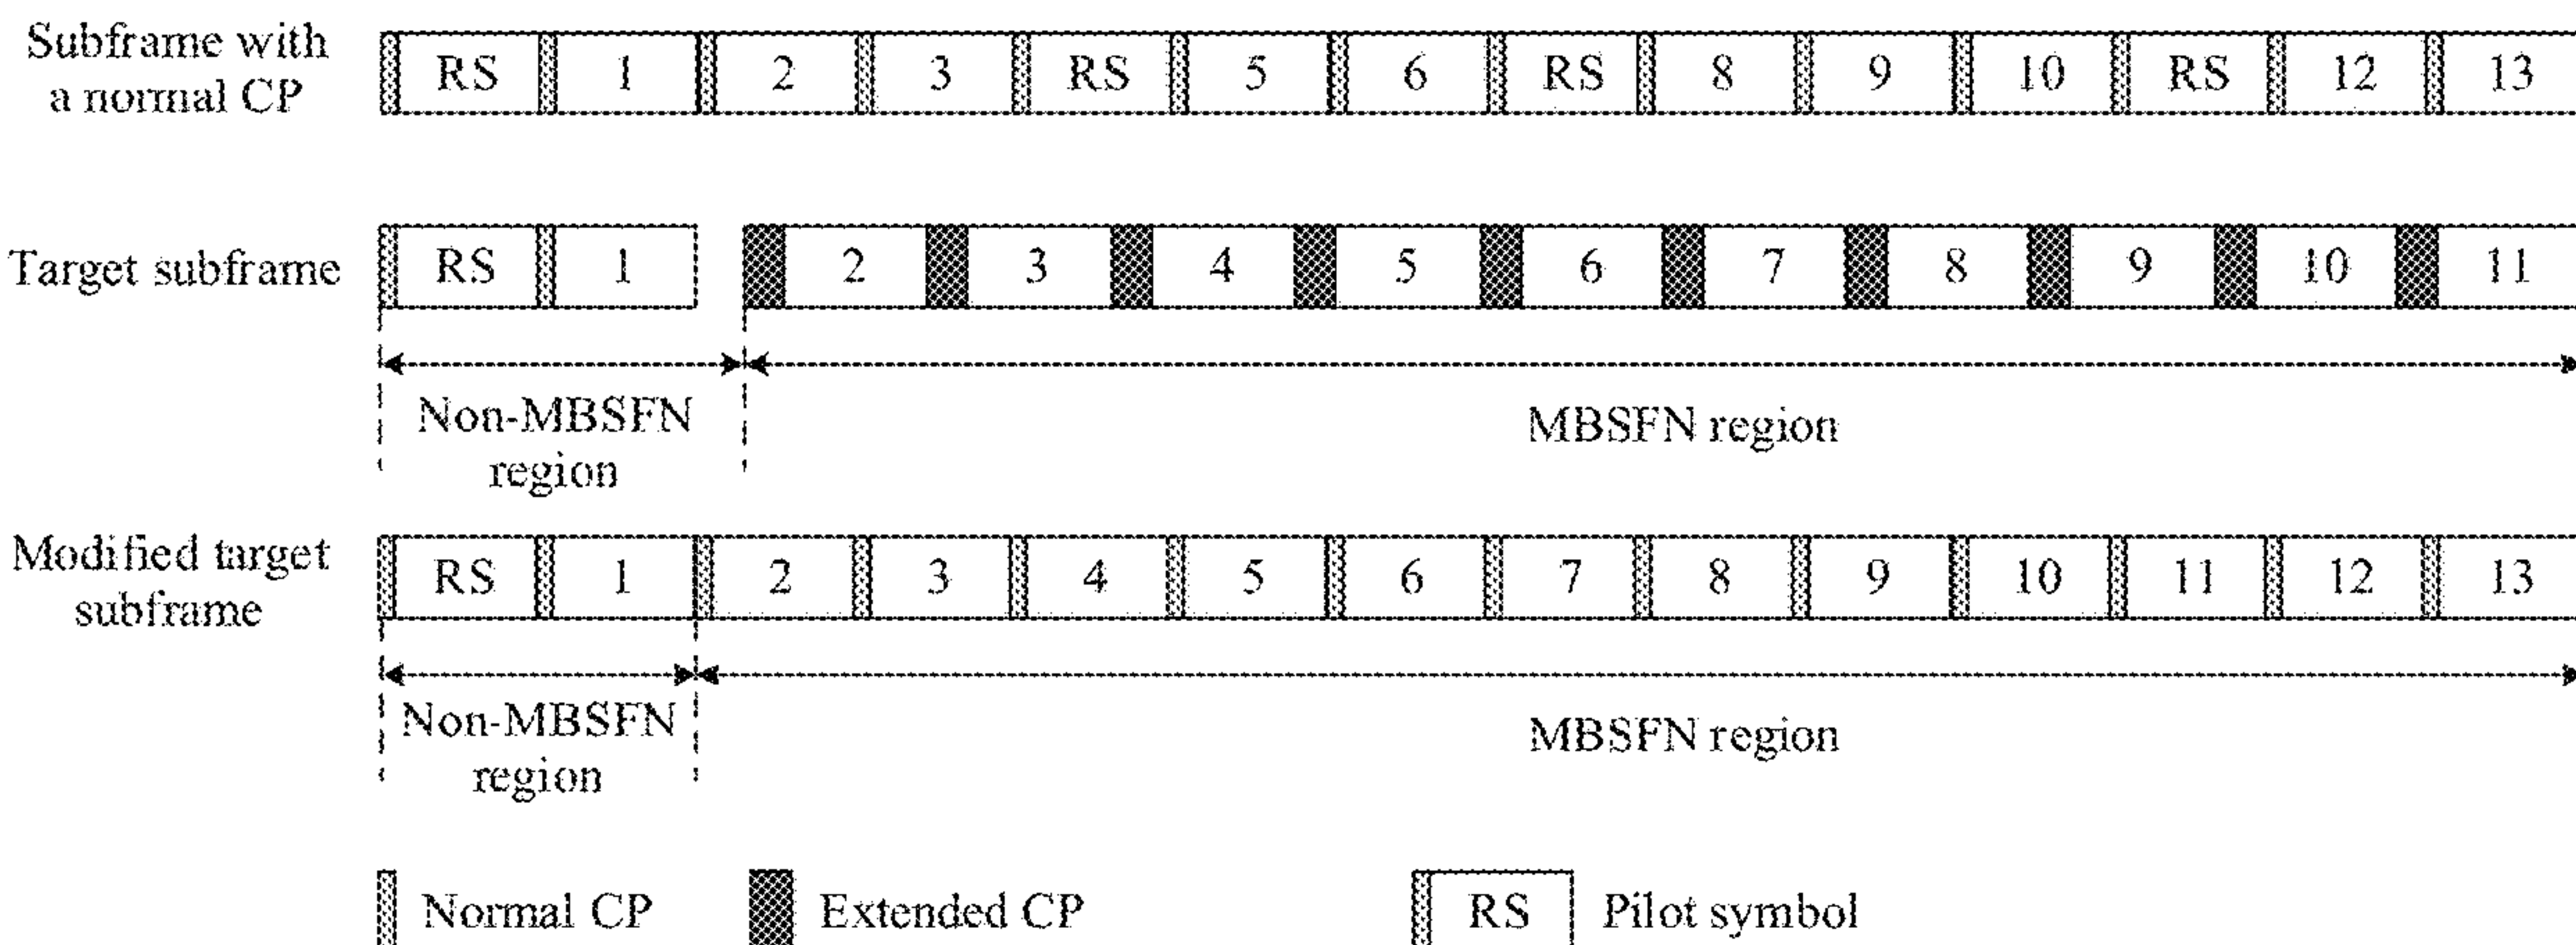 Subframe with
a normal CP
RS 1 2 3 RS 5 6 RS 8 9 10 RS 12 13
Target subframe
RS 1 2 3 4 5 6 7 8 9 10 11
Non-MBSFN
region
MBSFN region
Modified target
subframe
RS 1 2 3 4 5 6 7 8 9 10 11 12 13
Non-MBSFN
region
MBSFN region
Normal CP
Extended CP
RS Pilot symbol